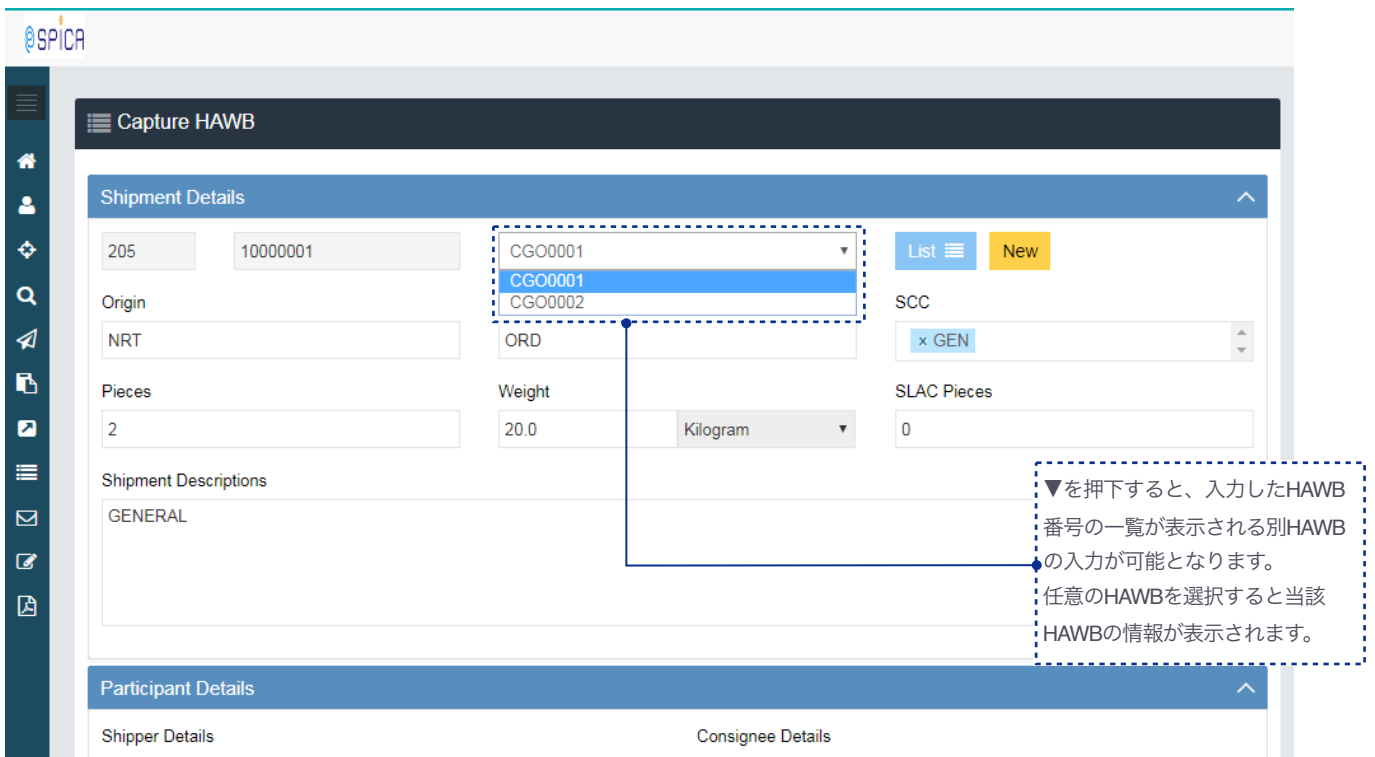 eSPICA
Capture HAWB
Shipment Details
205 10000001 CGO0001 ▼ List New
CGO0001
CGO0002
Origin SCC
NRT ORD × GEN
Pieces Weight SLAC Pieces
2 20.0 Kilogram ▼ 0
Shipment Descriptions
GENERAL
▼を押下すると、入力したHAWB
番号の一覧が表示される別HAWB
の入力が可能となります。
任意のHAWBを選択すると当該
HAWBの情報が表示されます。
Participant Details
Shipper Details Consignee Details